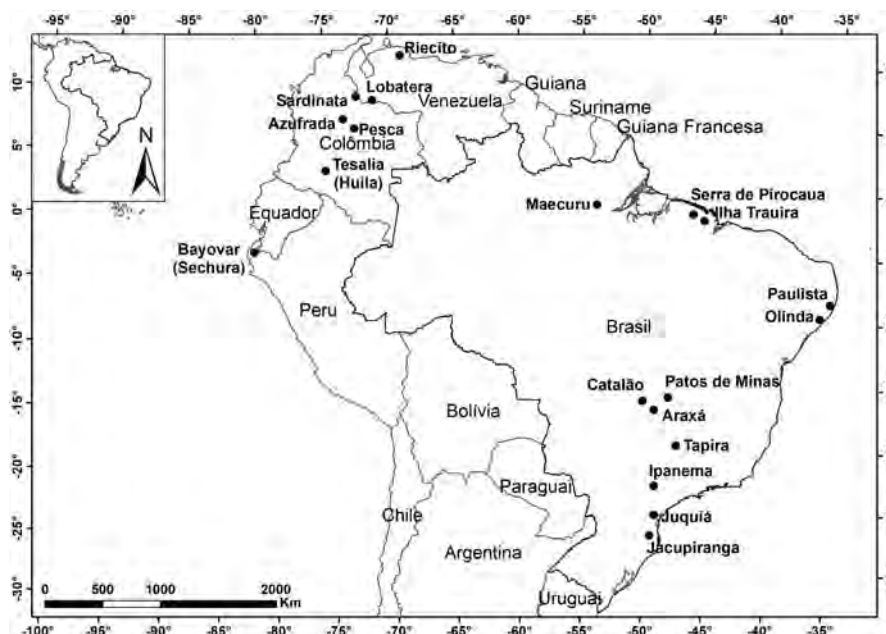 -95° -90° -85° -80° -75° -70° -65° -60° -55° -50° -45° -40° -35°
10°
5°
0°
-5°
-10°
-15°
-20°
-25°
-30°
N
Riecito
Lobatera
Guiana
Sardinata
Venezuela
Suriname
Azufrada
Pesca
Guiana Francesa
Colômbia
Tesalia
(Huila)
Maecuru
Serra de Pirocaua
Ilha Trauira
Equador
Bayovar
(Sechura)
Paulista
Peru
Olinda
Brasil
Catalão
Patos de Minas
Bolívia
Araxá
Tapira
Ipanema
Paraguai
Chile
Juquiá
Jacupiranga
Argentina
Uruguai
0 500 1000 2000
Km
-100° -95° -90° -85° -80° -75° -70° -65° -60° -55° -50° -45° -40° -35°